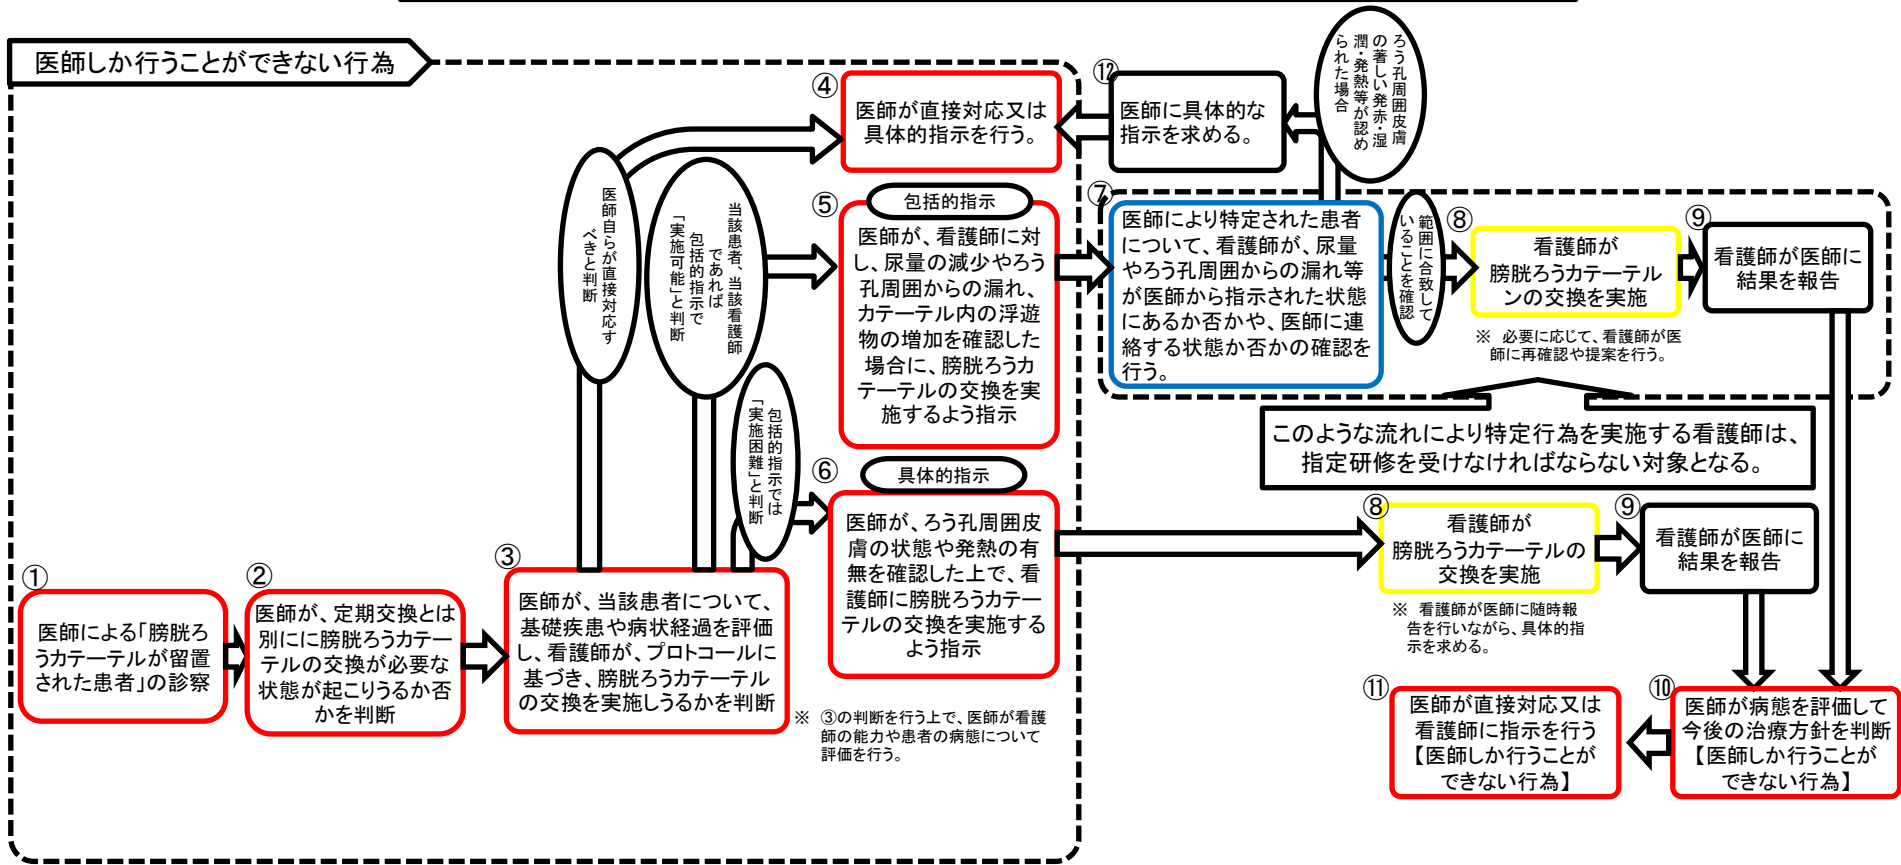 医師しか行うことができない行為
①
医師による「膀胱ろ
うカテーテルが留置
された患者」の診察
②
医師が、定期交換とは
別にに膀胱ろうカテー
テルの交換が必要な
状態が起こりうるか否
かを判断
③
医師が、当該患者について、
基礎疾患や病状経過を評価
し、看護師が、プロトコールに
基づき、膀胱ろうカテーテル
の交換を実施しうるかを判断
※ ③の判断を行う上で、医師が看護
師の能力や患者の病態について
評価を行う。
医師自らが直接対応す
べきと判断
当該患者、当該看護師
であれば
包括的指示で
「実施可能」と判断
包括的指示では
「実施困難」と判断
④
医師が直接対応又は
具体的指示を行う。
⑤
包括的指示
医師が、看護師に対
し、尿量の減少やろう
孔周囲からの漏れ、
カテーテル内の浮遊
物の増加を確認した
場合に、膀胱ろうカ
テーテルの交換を実
施するよう指示
⑥
具体的指示
医師が、ろう孔周囲皮
膚の状態や発熱の有
無を確認した上で、看
護師に膀胱ろうカテー
テルの交換を実施する
よう指示
⑫
医師に具体的な
指示を求める。
ろう孔周囲皮膚
の著しい発赤・湿
潤・発熱等が認め
られた場合
⑦
医師により特定された患者
について、看護師が、尿量
やろう孔周囲からの漏れ等
が医師から指示された状態
にあるか否かや、医師に連
絡する状態か否かの確認を
行う。
範囲に合致して
いることを確認
⑧
看護師が
膀胱ろうカテーテル
ンの交換を実施
※ 必要に応じて、看護師が医
師に再確認や提案を行う。
⑨
看護師が医師に
結果を報告
このような流れにより特定行為を実施する看護師は、
指定研修を受けなければならない対象となる。
⑧
看護師が
膀胱ろうカテーテルの
交換を実施
※ 看護師が医師に随時報
告を行いながら、具体的指
示を求める。
⑨
看護師が医師に
結果を報告
⑩
医師が病態を評価して
今後の治療方針を判断
【医師しか行うことが
できない行為】
⑪
医師が直接対応又は
看護師に指示を行う
【医師しか行うことが
できない行為】